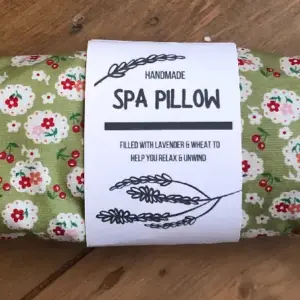 HANDMADE
SPA PILLOW
FILLED WITH LAVENDER & WHEAT TO
HELP YOU RELAX & UNWIND